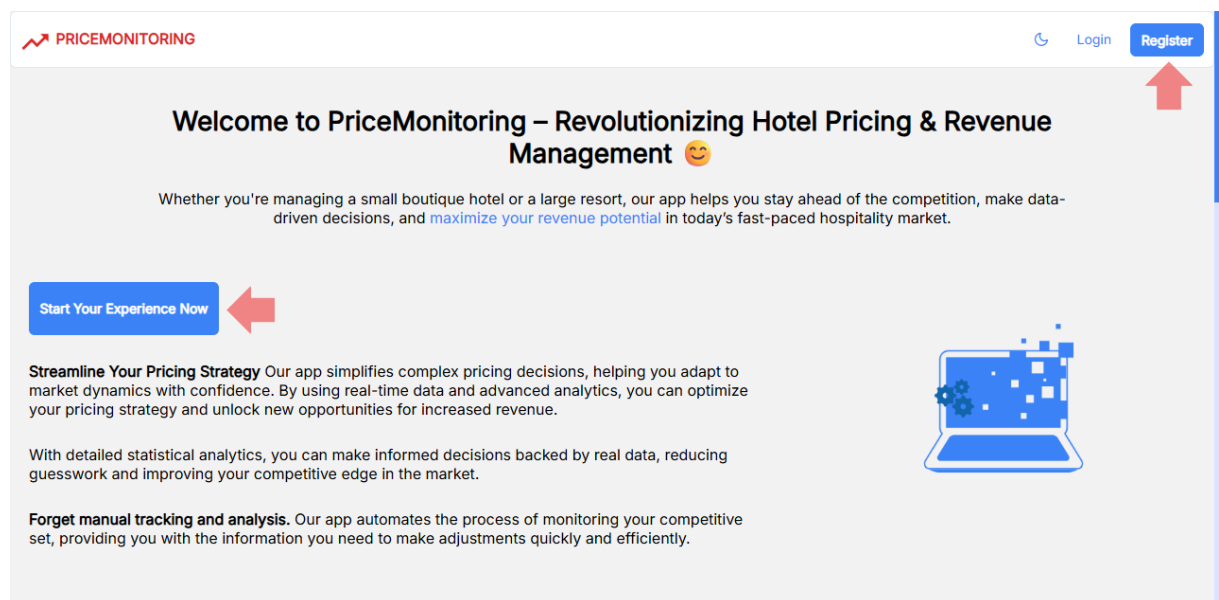 PRICEMONITORING
Login
Register
Welcome to PriceMonitoring – Revolutionizing Hotel Pricing & Revenue
Management 😊
Whether you're managing a small boutique hotel or a large resort, our app helps you stay ahead of the competition, make data-
driven decisions, and maximize your revenue potential in today’s fast-paced hospitality market.
Start Your Experience Now
Streamline Your Pricing Strategy Our app simplifies complex pricing decisions, helping you adapt to
market dynamics with confidence. By using real-time data and advanced analytics, you can optimize
your pricing strategy and unlock new opportunities for increased revenue.
With detailed statistical analytics, you can make informed decisions backed by real data, reducing
guesswork and improving your competitive edge in the market.
Forget manual tracking and analysis. Our app automates the process of monitoring your competitive
set, providing you with the information you need to make adjustments quickly and efficiently.